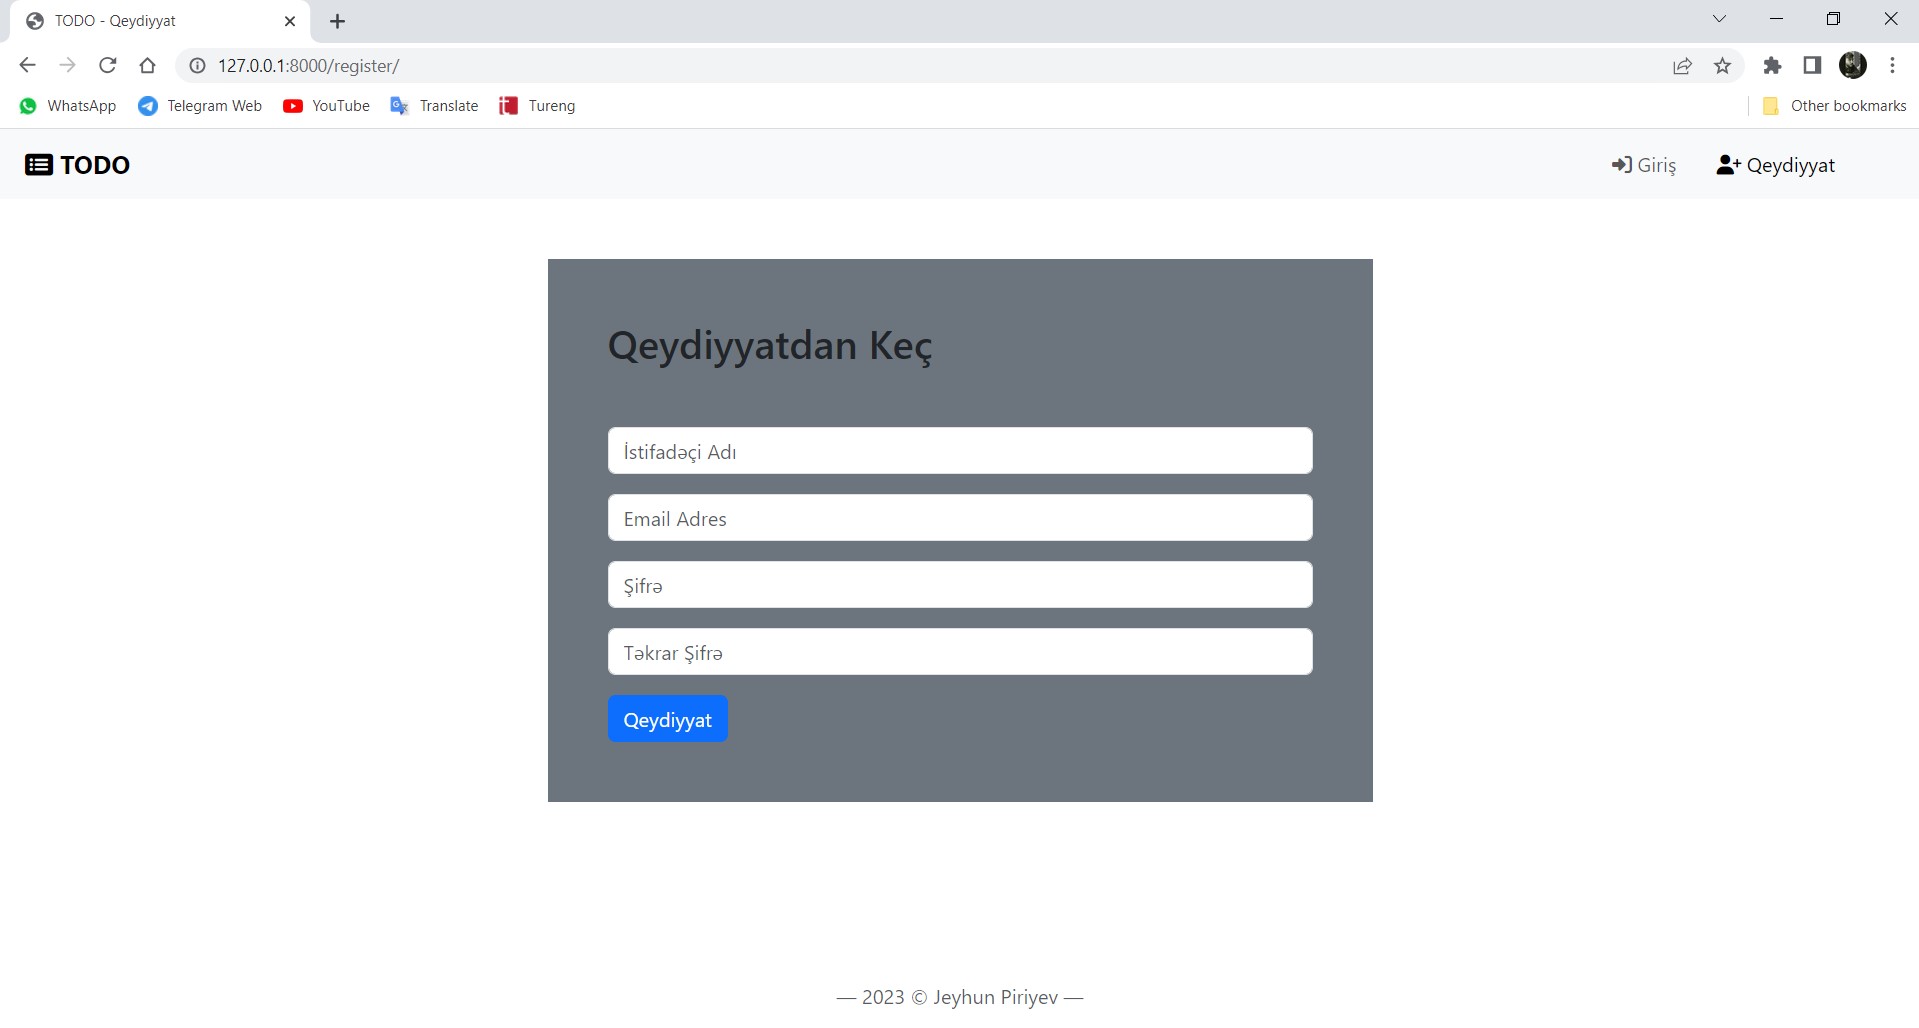 TODO - Qeydiyyat
127.0.0.1:8000/register/
WhatsApp Telegram Web YouTube Translate Tureng Other bookmarks
TODO Giriş Qeydiyyat
Qeydiyyatdan Keç
İstifadəçi Adı
Email Adres
Şifrə
Təkrar Şifrə
Qeydiyyat
— 2023 © Jeyhun Piriyev —